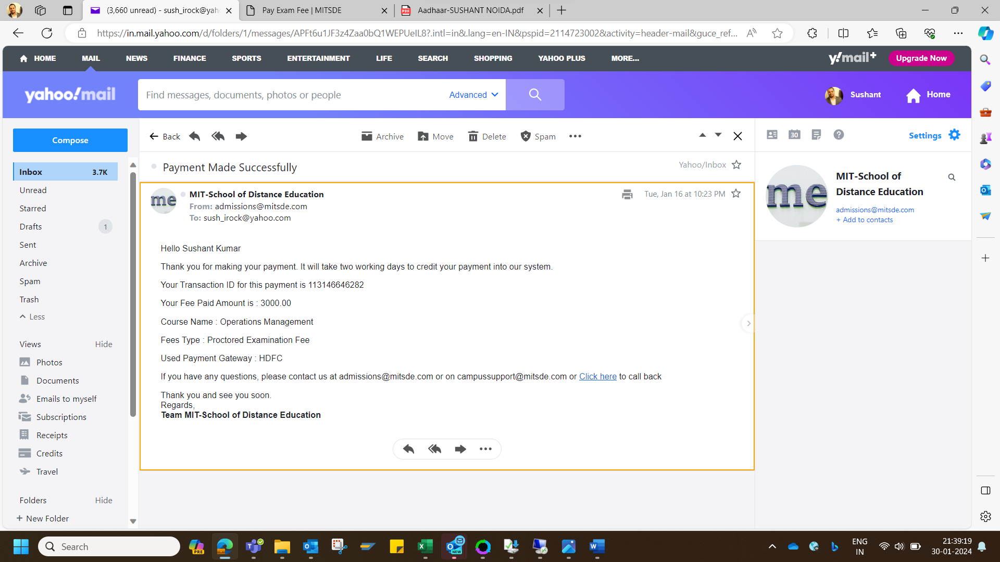 (3,660 unread) - sush_irock@yah
Pay Exam Fee | MITSDE
Aadhaar-SUSHANT NOIDA.pdf
https://in.mail.yahoo.com/d/folders/1/messages/APFt6u1JF3z4Zaa0bQ1WEPUeIL8?.intl=in&.lang=en-IN&pspid=2114723002&activity=header-mail&guce_ref...
HOME MAIL NEWS FINANCE SPORTS ENTERTAINMENT LIFE SEARCH SHOPPING YAHOO PLUS MORE...
y!mail+
Upgrade Now
yahoo!mail
Find messages, documents, photos or people
Advanced
Sushant
Home
Compose
Back
Archive
Move
Delete
Spam
30
Settings
Inbox 3.7K
Unread
Starred
Drafts 1
Sent
Archive
Spam
Trash
Less
Views Hide
Photos
Documents
Emails to myself
Subscriptions
Receipts
Credits
Travel
Folders Hide
+ New Folder
Payment Made Successfully
Yahoo/Inbox
me
MIT-School of Distance Education
Tue, Jan 16 at 10:23 PM
From: admissions@mitsde.com
To: sush_irock@yahoo.com
Hello Sushant Kumar
Thank you for making your payment. It will take two working days to credit your payment into our system.
Your Transaction ID for this payment is 113146646282
Your Fee Paid Amount is : 3000.00
Course Name : Operations Management
Fees Type : Proctored Examination Fee
Used Payment Gateway : HDFC
If you have any questions, please contact us at admissions@mitsde.com or on campussupport@mitsde.com or Click here to call back
Thank you and see you soon.
Regards,
Team MIT-School of Distance Education
me
MIT-School of
Distance Education
admissions@mitsde.com
+ Add to contacts
Search
PRE
NEW
ENG
IN
21:39:19
30-01-2024